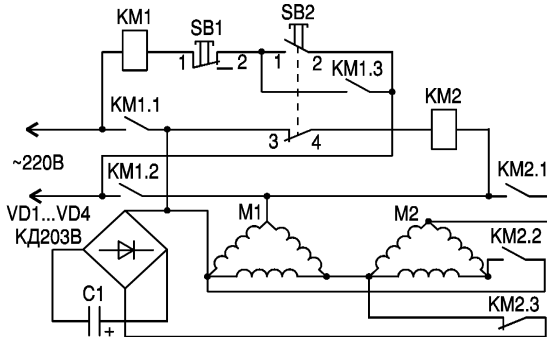 KM1
SB1
SB2
1
2
1
2
KM1.3
KM1.1
KM2
3
4
~220В
KM1.2
KM2.1
VD1...VD4
КД203В
M1
M2
KM2.2
C1
+
KM2.3